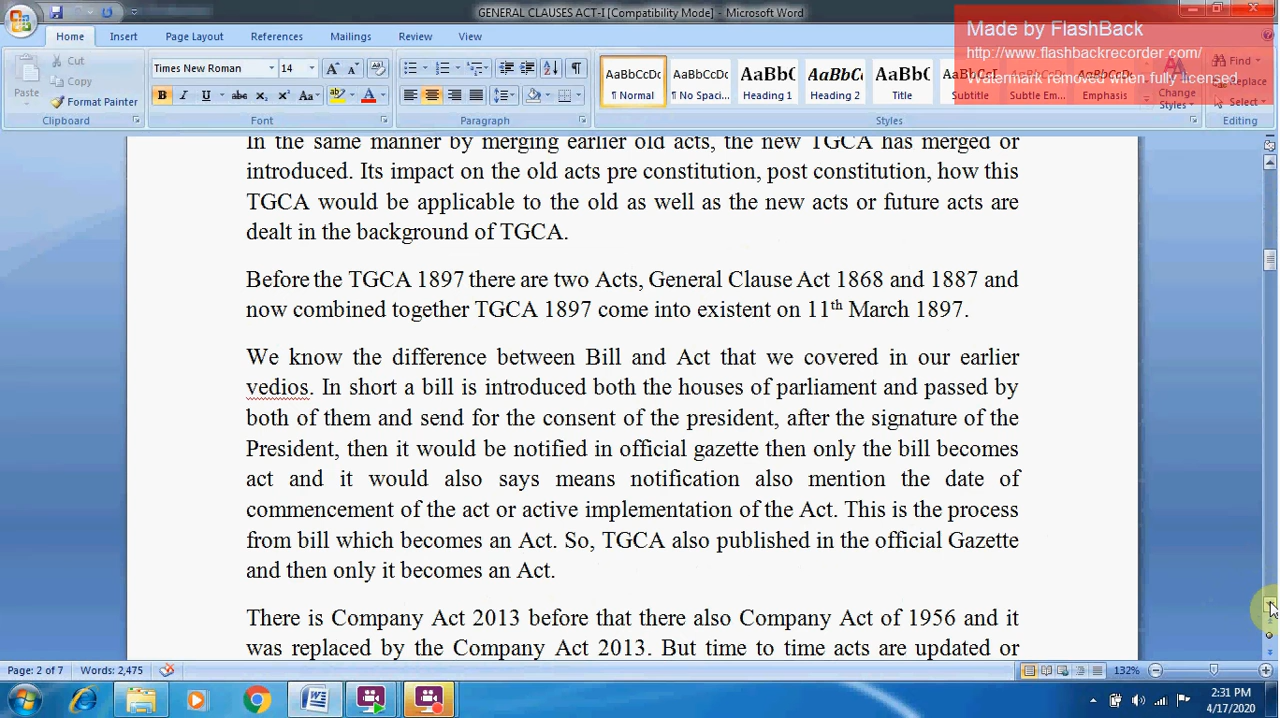 GENERAL CLAUSES ACT-I [Compatibility Mode] - Microsoft Word
Made by FlashBack
http://www.flashbackrecorder.com/
Watermark removed when fully licensed
Home Insert Page Layout References Mailings Review View
Paste
Cut
Copy
Format Painter
Clipboard
Times New Roman 14
B I U abc X₂ X² Aa
Font
Paragraph
AaBbCcDc AaBbCcDc AaBbC AaBbCc AaBbC AaBbCcD
¶ Normal ¶ No Spaci... Heading 1 Heading 2 Title Subtitle Subtle Em... Emphasis
Change
Styles
Styles
Find
Replace
Select
Editing
In the same manner by merging earlier old acts, the new TGCA has merged or
introduced. Its impact on the old acts pre constitution, post constitution, how this
TGCA would be applicable to the old as well as the new acts or future acts are
dealt in the background of TGCA.
Before the TGCA 1897 there are two Acts, General Clause Act 1868 and 1887 and
now combined together TGCA 1897 come into existent on 11th March 1897.
We know the difference between Bill and Act that we covered in our earlier
vedios. In short a bill is introduced both the houses of parliament and passed by
both of them and send for the consent of the president, after the signature of the
President, then it would be notified in official gazette then only the bill becomes
act and it would also says means notification also mention the date of
commencement of the act or active implementation of the Act. This is the process
from bill which becomes an Act. So, TGCA also published in the official Gazette
and then only it becomes an Act.
There is Company Act 2013 before that there also Company Act of 1956 and it
was replaced by the Company Act 2013. But time to time acts are updated or
Page: 2 of 7 Words: 2,475 132%
2:31 PM
4/17/2020